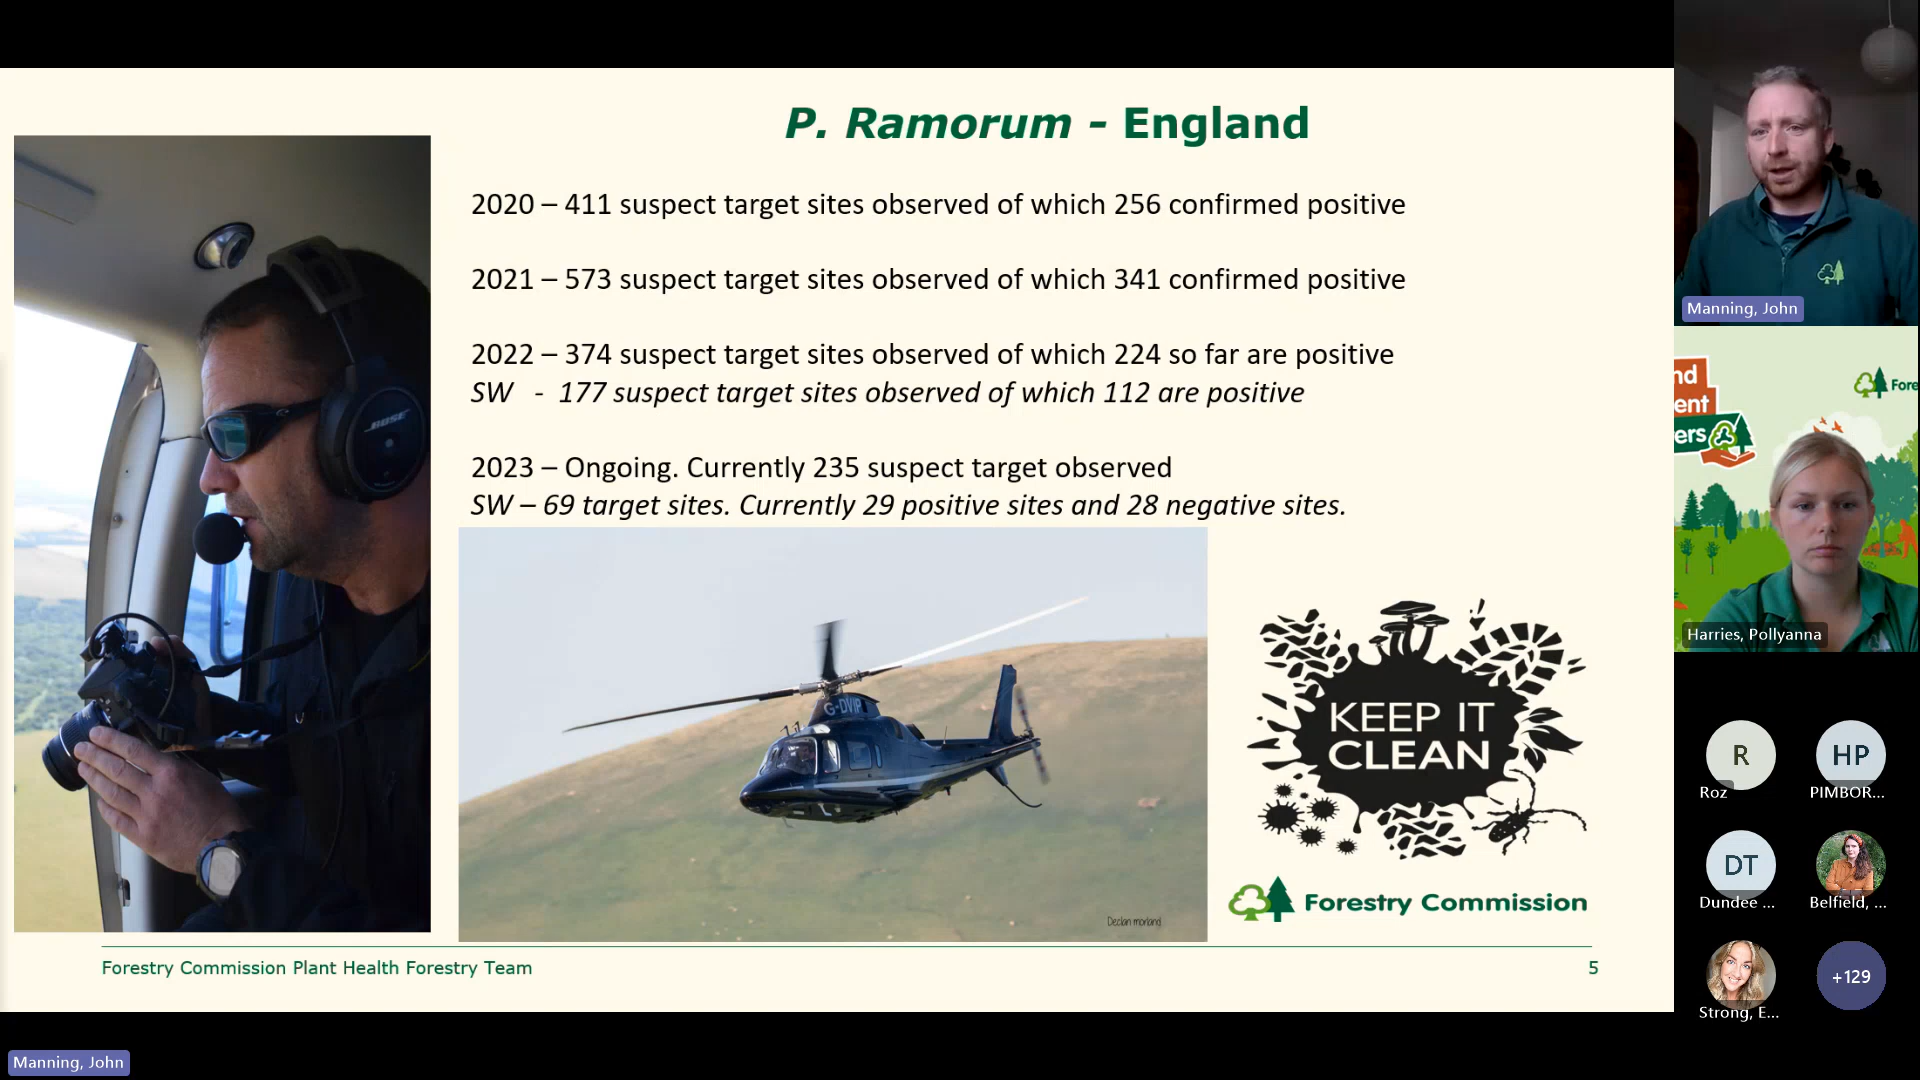 P. Ramorum - England
2020 – 411 suspect target sites observed of which 256 confirmed positive
2021 – 573 suspect target sites observed of which 341 confirmed positive
2022 – 374 suspect target sites observed of which 224 so far are positive
SW - 177 suspect target sites observed of which 112 are positive
2023 – Ongoing. Currently 235 suspect target observed
SW – 69 target sites. Currently 29 positive sites and 28 negative sites.
BOSE
G-DVIP
Declan morland
KEEP IT
CLEAN
Forestry Commission
Forestry Commission Plant Health Forestry Team
5
Manning, John
Manning, John
nd
ent
ers
Fore
Harries, Pollyanna
R
Roz
HP
PIMBOR...
DT
Dundee ...
Belfield, ...
Strong, E...
+129